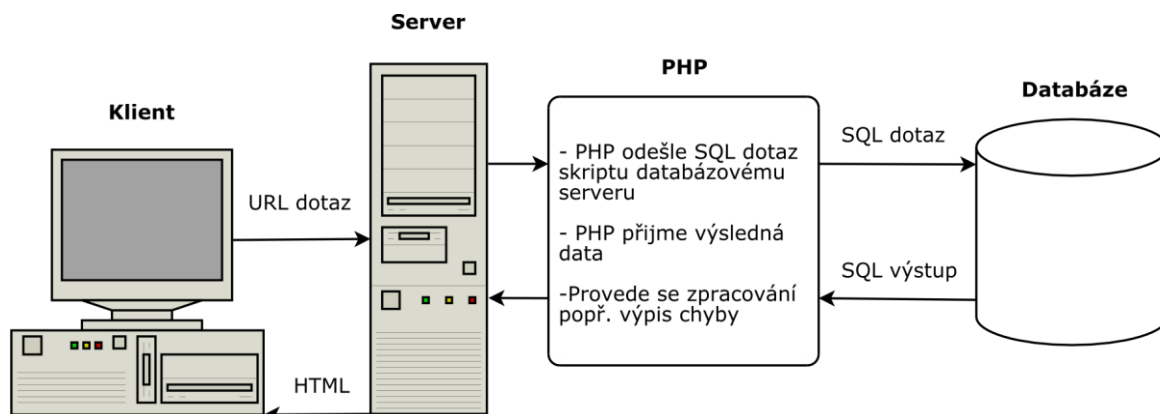 Server
PHP
Databáze
Klient
SQL dotaz
- PHP odešle SQL dotaz
skriptu databázovému
serveru
URL dotaz
- PHP přijme výsledná
data
SQL výstup
-Provede se zpracování
popř. výpis chyby
HTML